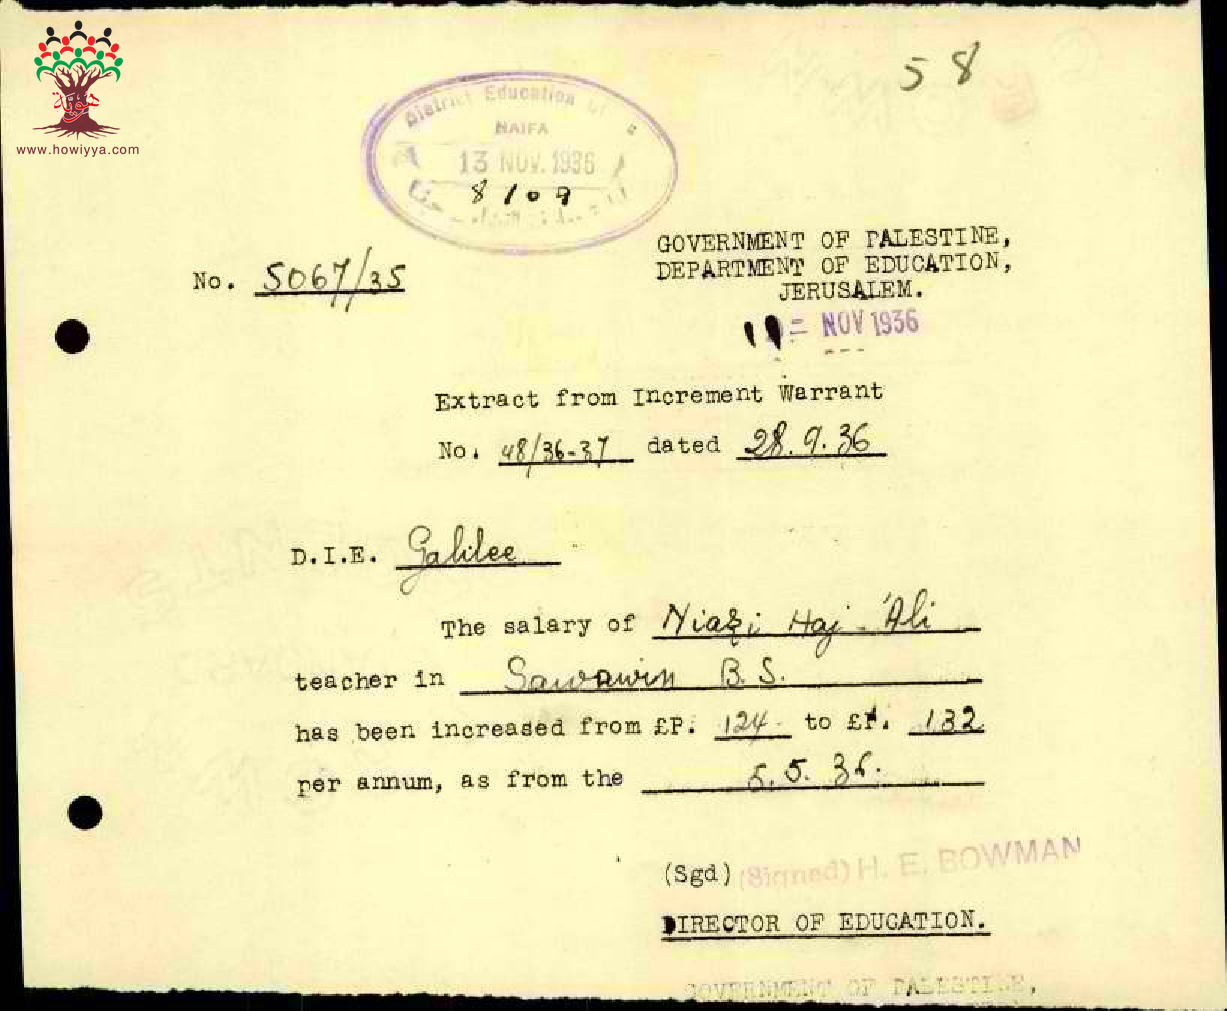 58
www.howiyya.com
District Education
HAIFA
13 NOV. 1936
8109
GOVERNMENT OF PALESTINE,
DEPARTMENT OF EDUCATION,
JERUSALEM.
No. 5067/35
NOV 1936
Extract from Increment Warrant
No. 48/36-37 dated 28.9.36
D.I.E. Galilee
The salary of Niazi Haj 'Ali
teacher in Sawawin B.S.
has been increased from £P. 124 to £P. 132
per annum, as from the 5.36.
(Sgd) (Signed) H. E. BOWMAN
DIRECTOR OF EDUCATION.
GOVERNMENT OF PALESTINE,